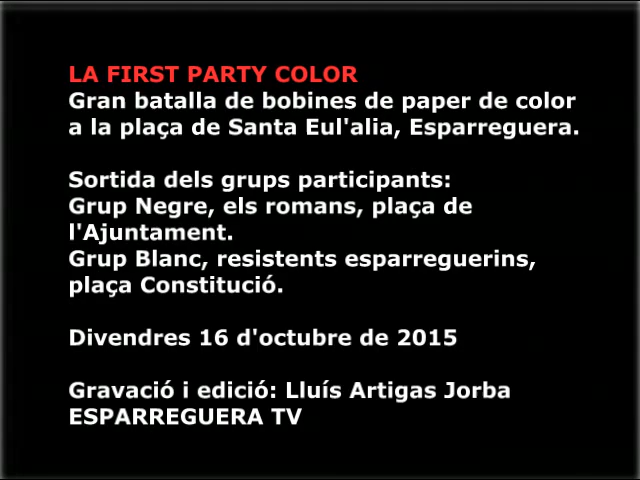 LA FIRST PARTY COLOR
Gran batalla de bobines de paper de color
a la plaça de Santa Eul'alia, Esparreguera.
Sortida dels grups participants:
Grup Negre, els romans, plaça de
l'Ajuntament.
Grup Blanc, resistents esparreguerins,
plaça Constitució.
Divendres 16 d'octubre de 2015
Gravació i edició: Lluís Artigas Jorba
ESPARREGUERA TV